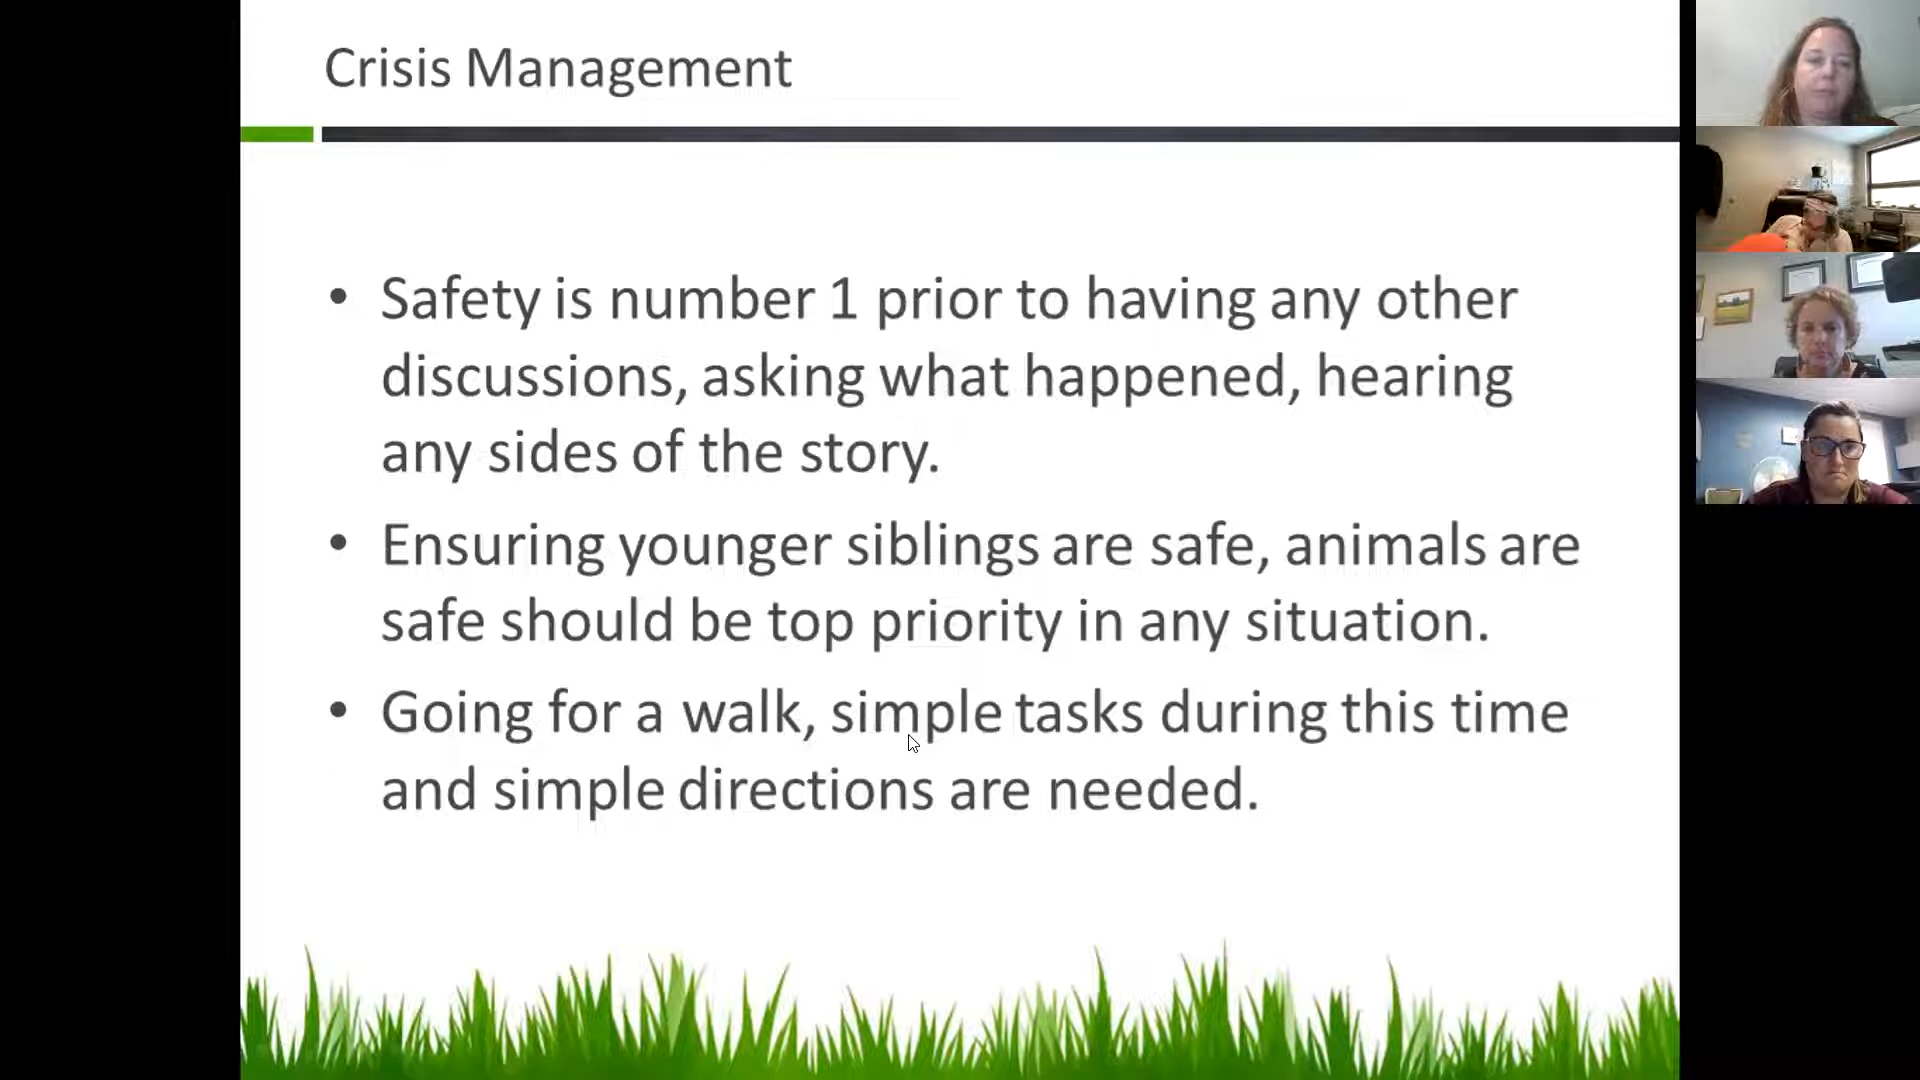 Crisis Management
• Safety is number 1 prior to having any other
discussions, asking what happened, hearing
any sides of the story.
• Ensuring younger siblings are safe, animals are
safe should be top priority in any situation.
• Going for a walk, simple tasks during this time
and simple directions are needed.